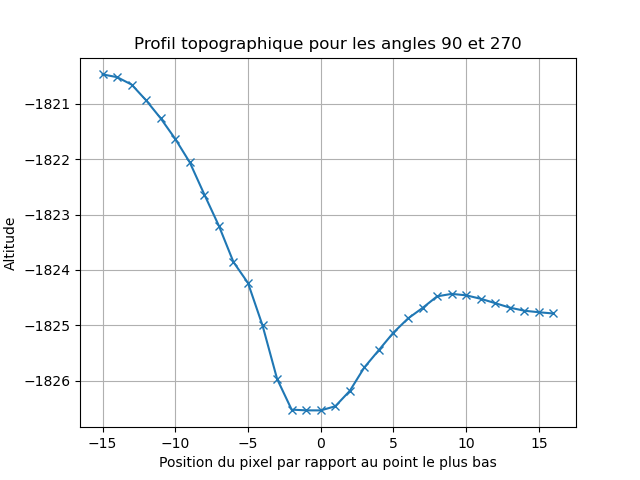 Profil topographique pour les angles 90 et 270
−1821
−1822
−1823
−1824
−1825
−1826
Altitude
−15 −10 −5 0 5 10 15
Position du pixel par rapport au point le plus bas